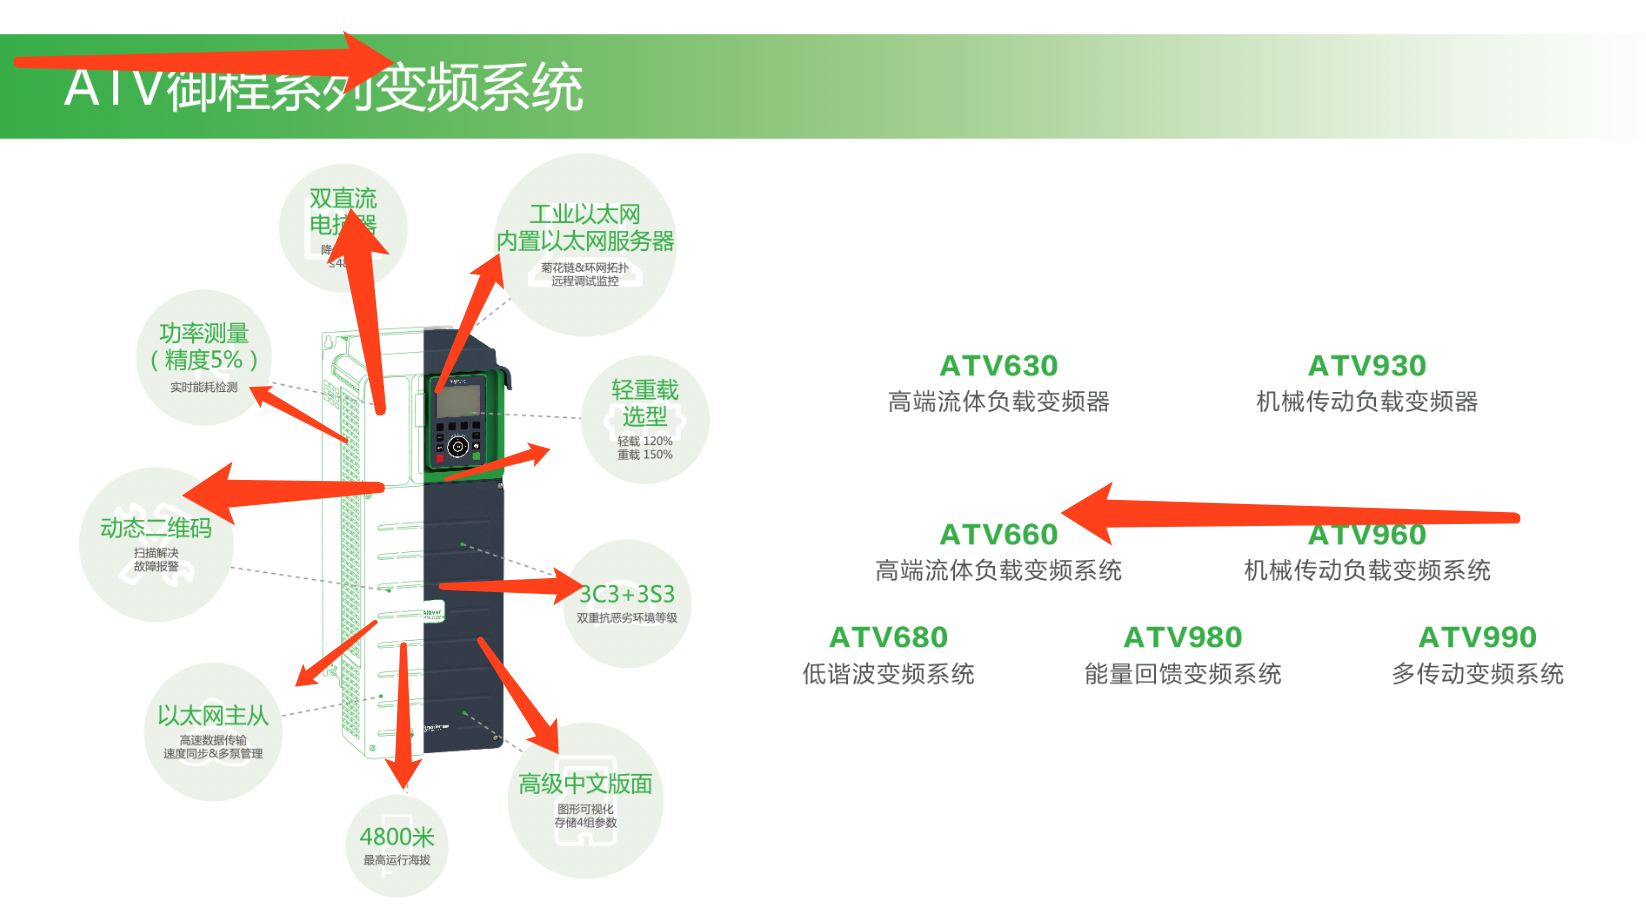 ATV御程系列变频系统
双直流
电抗器
降
≤48
工业以太网
内置以太网服务器
菊花链&环网拓扑
远程调试监控
功率测量
（精度5%）
实时能耗检测
轻重载
选型
轻载 120%
重载 150%
动态二维码
扫描解决
故障报警
3C3+3S3
双重抗恶劣环境等级
以太网主从
高速数据传输
速度同步&多泵管理
高级中文版面
图形可视化
存储4组参数
4800米
最高运行海拔
ATV630
高端流体负载变频器
ATV930
机械传动负载变频器
ATV660
高端流体负载变频系统
ATV960
机械传动负载变频系统
ATV680
低谐波变频系统
ATV980
能量回馈变频系统
ATV990
多传动变频系统